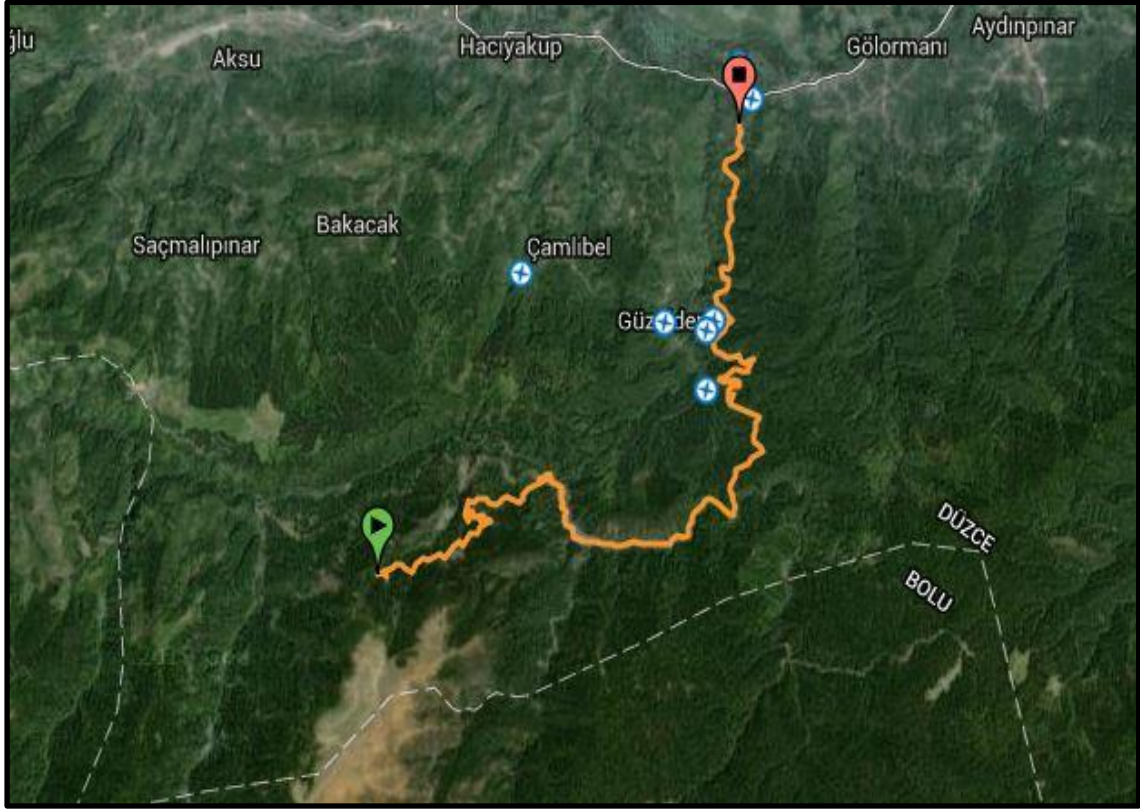 ğlu
Aksu
Hacıyakup
Gölormanı
Aydınpınar
Bakacak
Saçmalıpınar
Çamlıbel
DÜZCE
BOLU